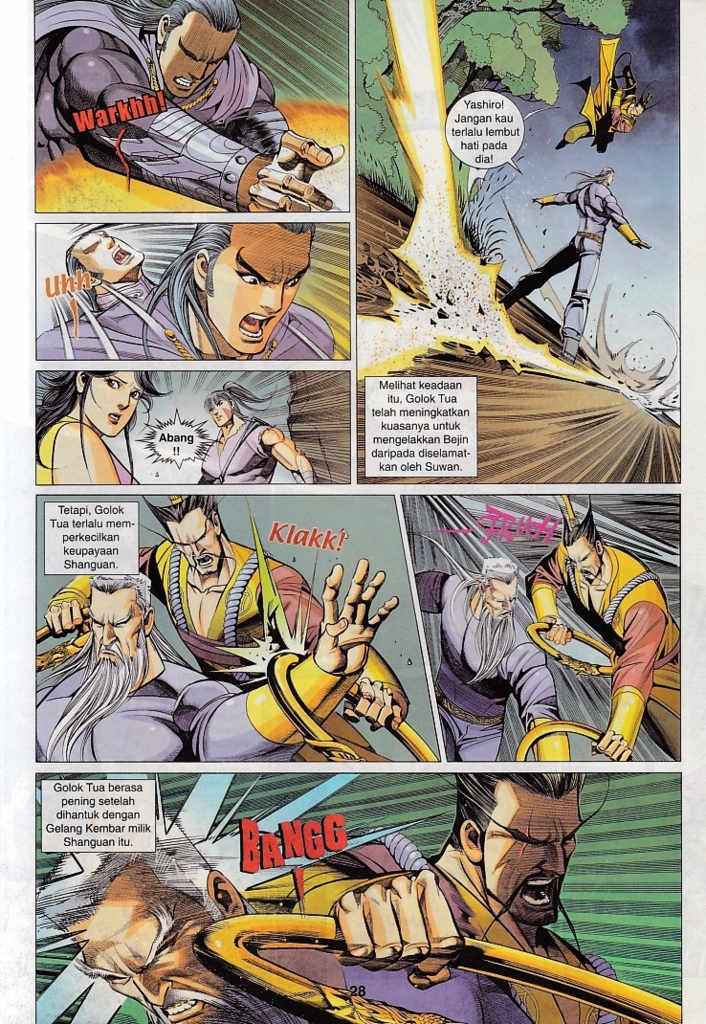 Warkhh!
Yashiro!
Jangan kau
terlalu lembut
hati pada
dia!
Uhh
Abang
!!
Melihat keadaan
itu, Golok Tua
telah meningkatkan
kuasanya untuk
mengelakkan Bejin
daripada diselamat-
kan oleh Suwan.
Tetapi, Golok
Tua terlalu mem-
perkecilkan
keupayaan
Shanguan.
Klakk!
Golok Tua berasa
pening setelah
dihantuk dengan
Gelang Kembar milik
Shanguan itu.
BANGG
28